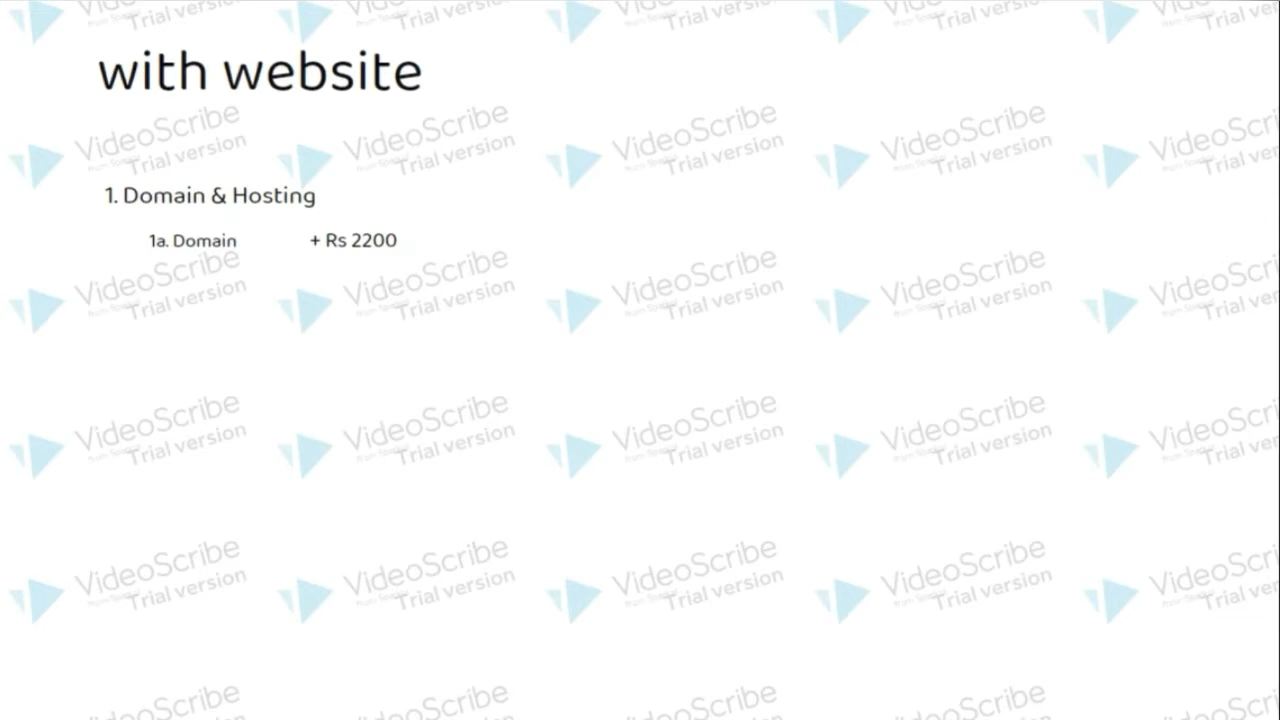 with website
1. Domain & Hosting
1a. Domain + Rs 2200
VideoScribe
Trial version